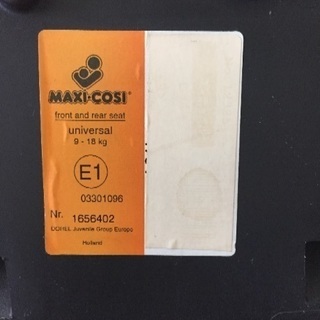 MAXI-COSI®
front and rear seat
universal
9 - 18 kg
E1
03301096
Nr. 1656402
DOREL Juvenile Group Europe
Holland